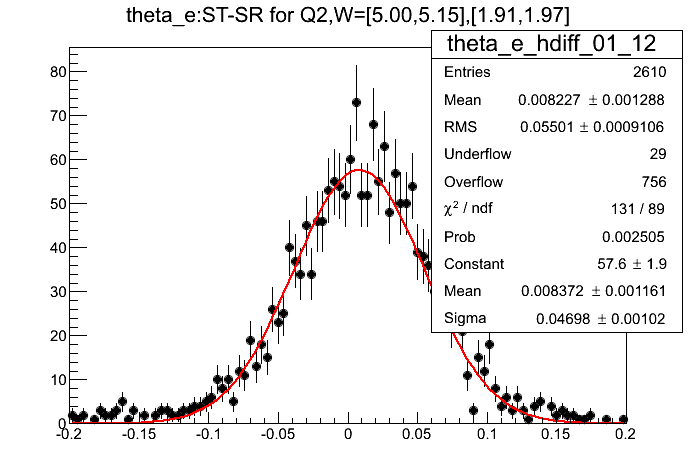 theta_e:ST-SR for Q2,W=[5.00,5.15],[1.91,1.97]
theta_e_hdiff_01_12
Entries 2610
Mean 0.008227 ± 0.001288
RMS 0.05501 ± 0.0009106
Underflow 29
Overflow 756
χ² / ndf 131 / 89
Prob 0.002505
Constant 57.6 ± 1.9
Mean 0.008372 ± 0.001161
Sigma 0.04698 ± 0.00102
80
70
60
50
40
30
20
10
0
-0.2 -0.15 -0.1 -0.05 0 0.05 0.1 0.15 0.2